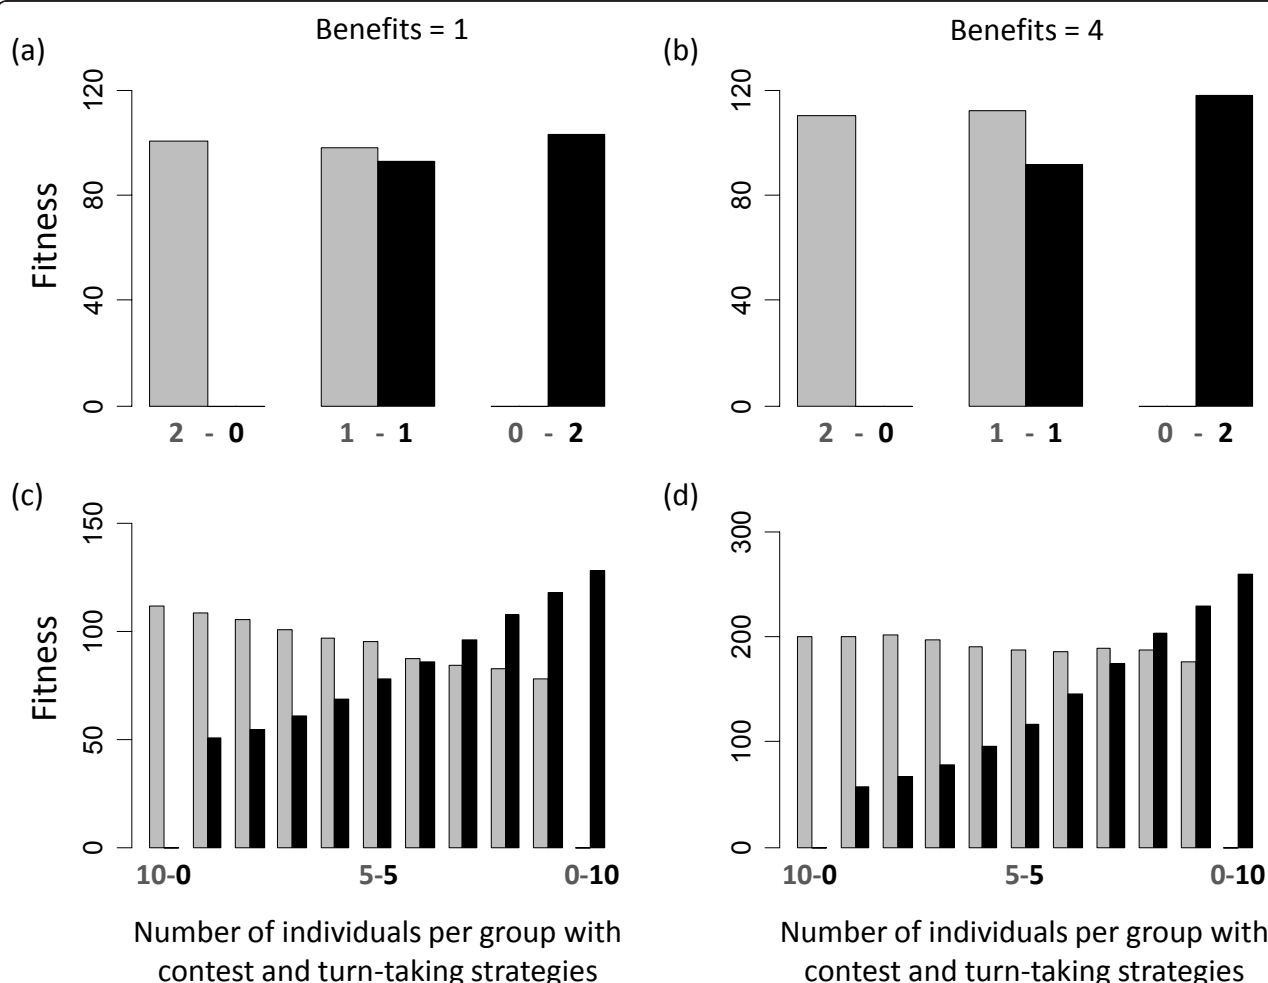 Benefits = 1
Benefits = 4
(a)
(b)
120
80
40
0
Fitness
2 - 0
1 - 1
0 - 2
120
80
40
0
2 - 0
1 - 1
0 - 2
(c)
(d)
150
100
50
0
Fitness
10-0
5-5
0-10
300
200
100
0
10-0
5-5
0-10
Number of individuals per group with
contest and turn-taking strategies
Number of individuals per group with
contest and turn-taking strategies